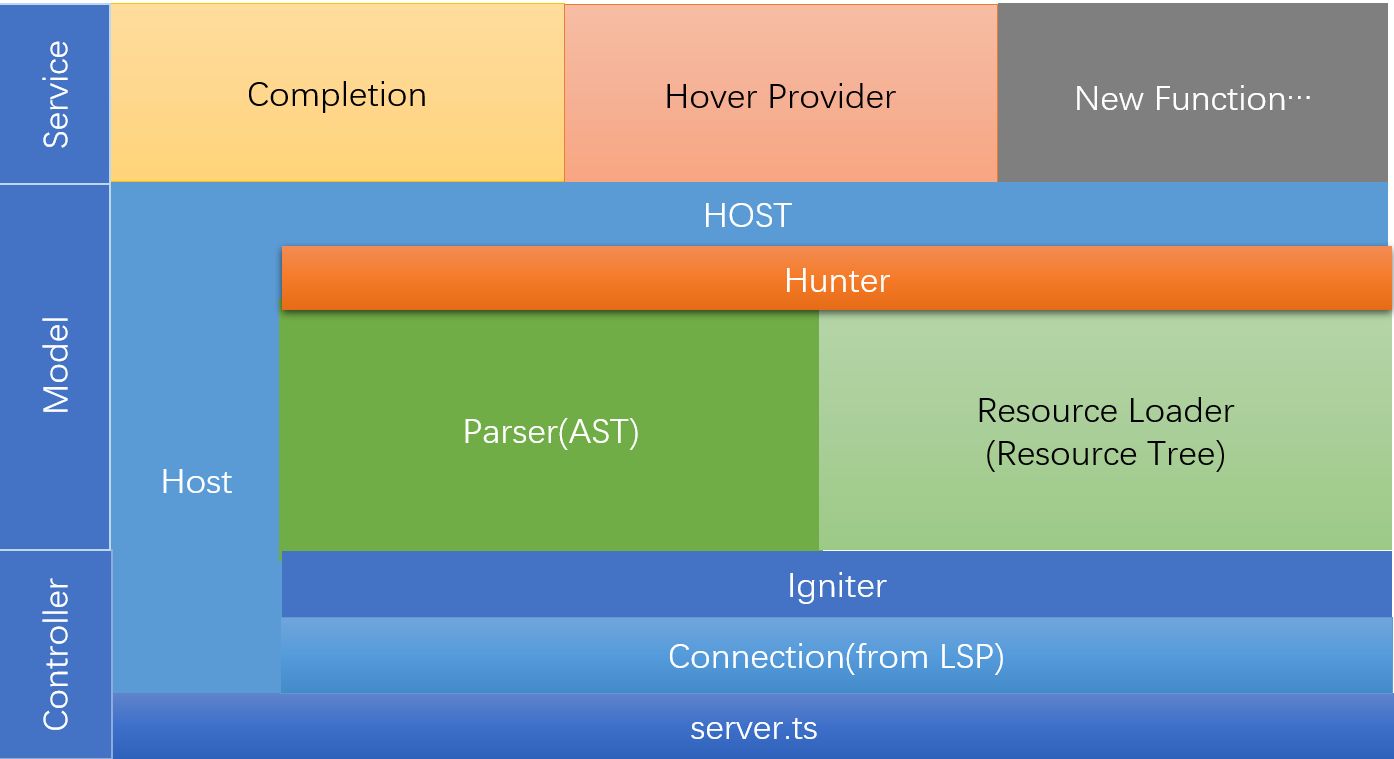 Service
Completion
Hover Provider
New Function···
Model
HOST
Hunter
Host
Parser(AST)
Resource Loader
(Resource Tree)
Controller
Igniter
Connection(from LSP)
server.ts